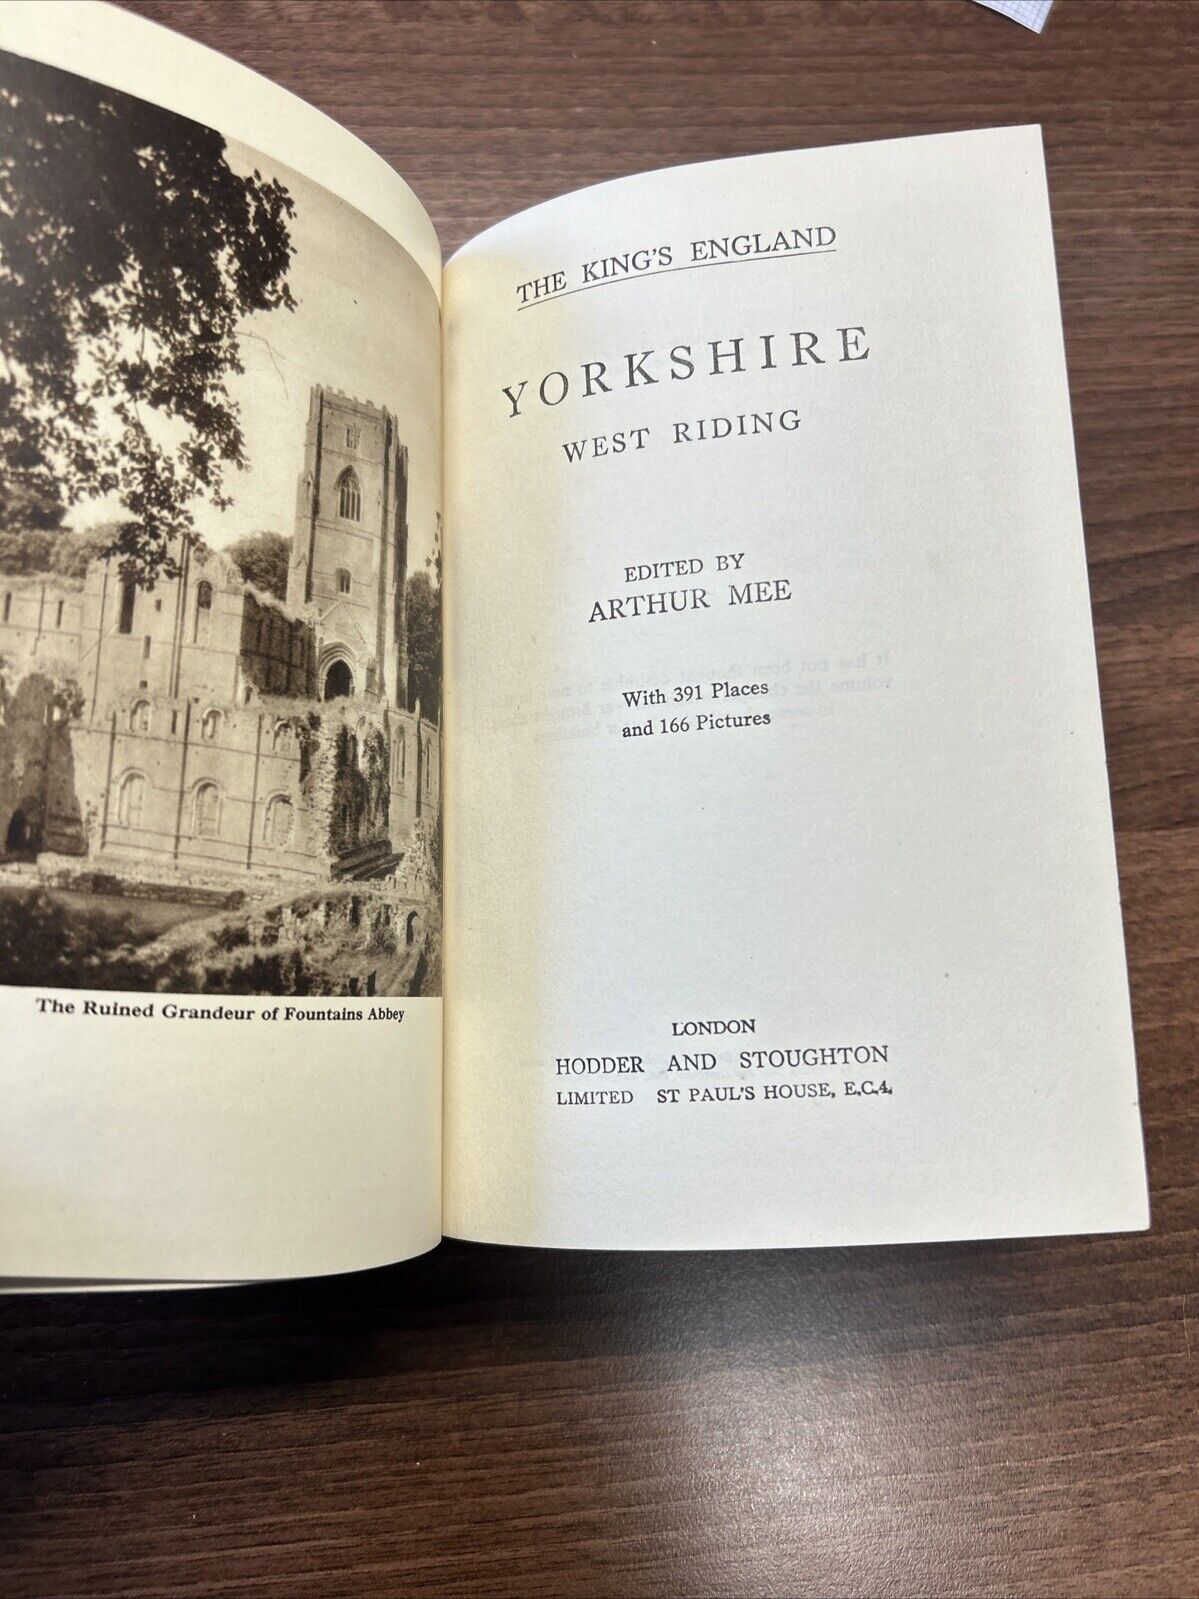 The Ruined Grandeur of Fountains Abbey
THE KING'S ENGLAND
YORKSHIRE
WEST RIDING
EDITED BY
ARTHUR MEE
With 391 Places
and 166 Pictures
LONDON
HODDER AND STOUGHTON
LIMITED ST PAUL'S HOUSE, E.C.4.